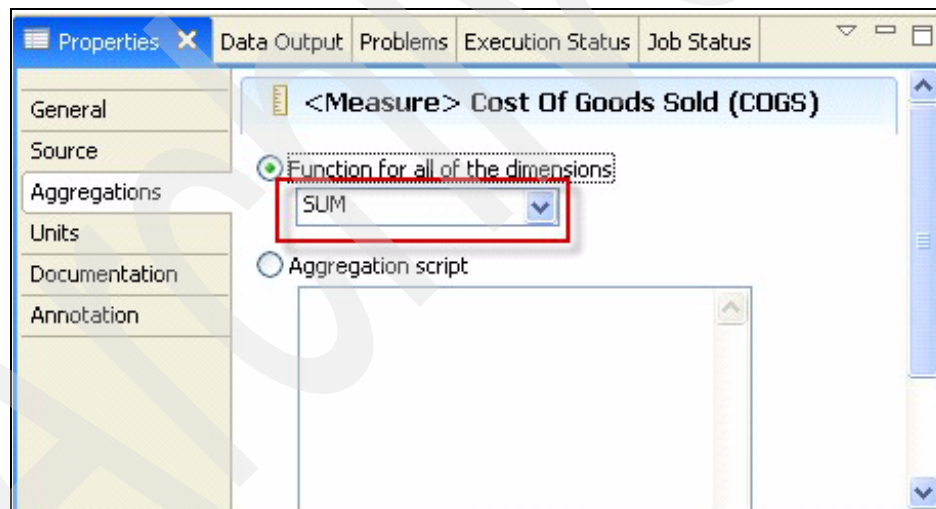 Properties Data Output Problems Execution Status Job Status
<Measure> Cost Of Goods Sold (COGS)
General
Source
Aggregations
Units
Documentation
Annotation
Function for all of the dimensions
SUM
Aggregation script